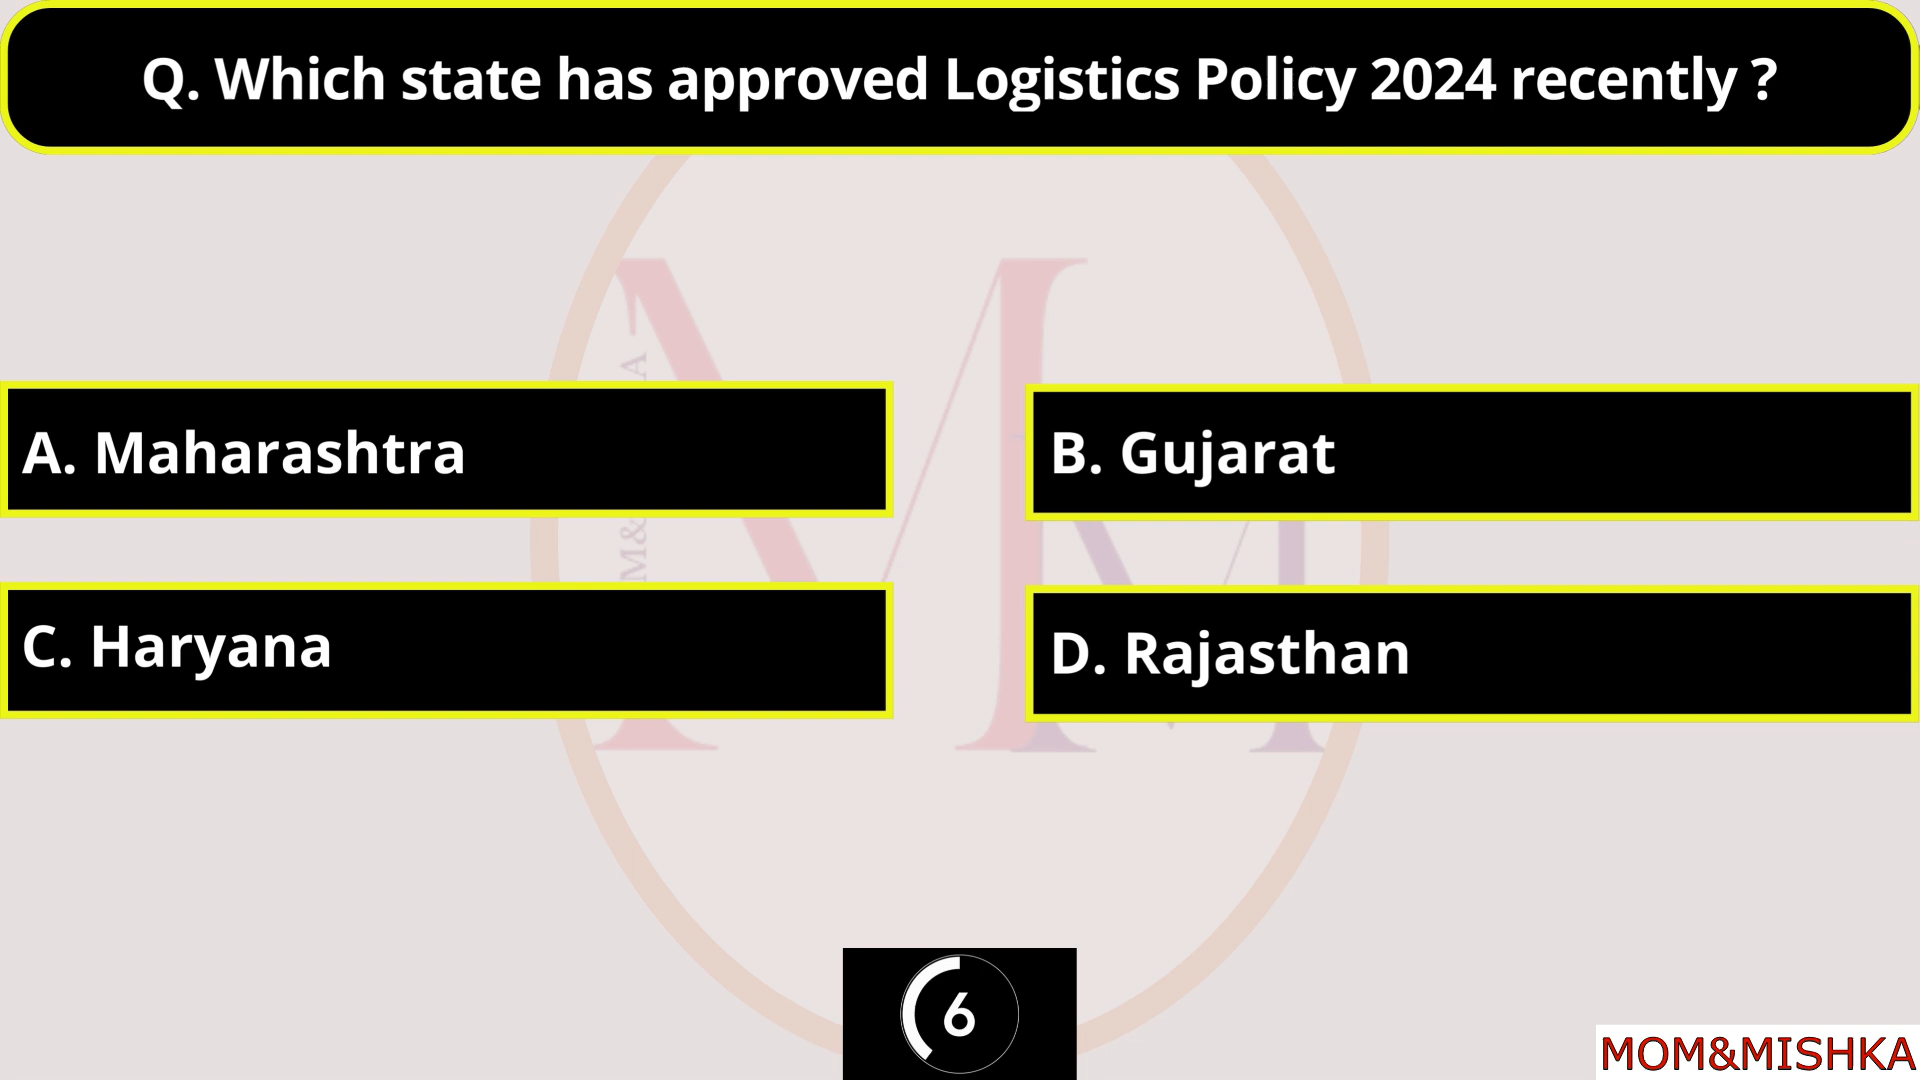 Q. Which state has approved Logistics Policy 2024 recently ?
A. Maharashtra
B. Gujarat
C. Haryana
D. Rajasthan
M&
A
6
MOM&MISHKA